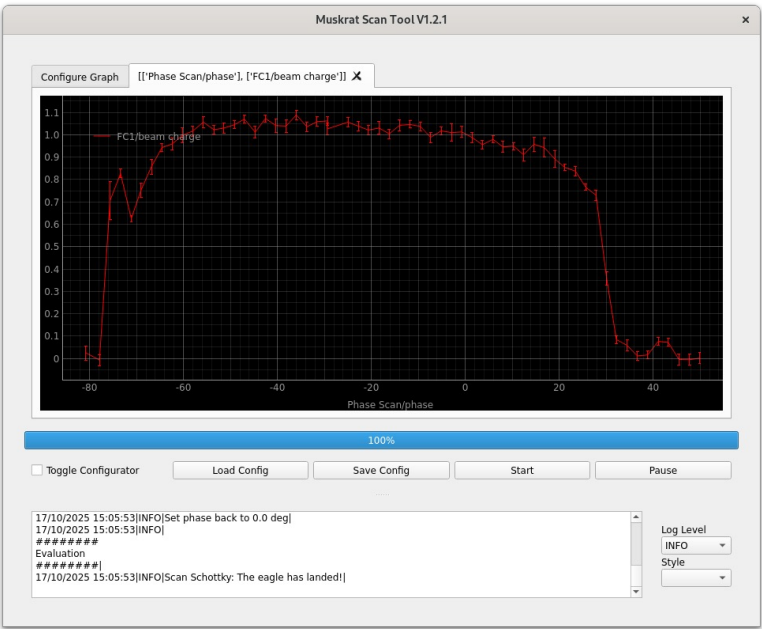 Muskrat Scan Tool V1.2.1
×
Configure Graph
[['Phase Scan/phase'], ['FC1/beam charge']] ✗
1.1
1.0
FC1/beam charge
0.9
0.8
0.7
0.6
0.5
0.4
0.3
0.2
0.1
0
-80 -60 -40 -20 0 20 40
Phase Scan/phase
100%
Toggle Configurator
Load Config
Save Config
Start
Pause
17/10/2025 15:05:53|INFO|Set phase back to 0.0 deg|
17/10/2025 15:05:53|INFO|
########
Evaluation
########|
17/10/2025 15:05:53|INFO|Scan Schottky: The eagle has landed!|
Log Level
INFO
Style